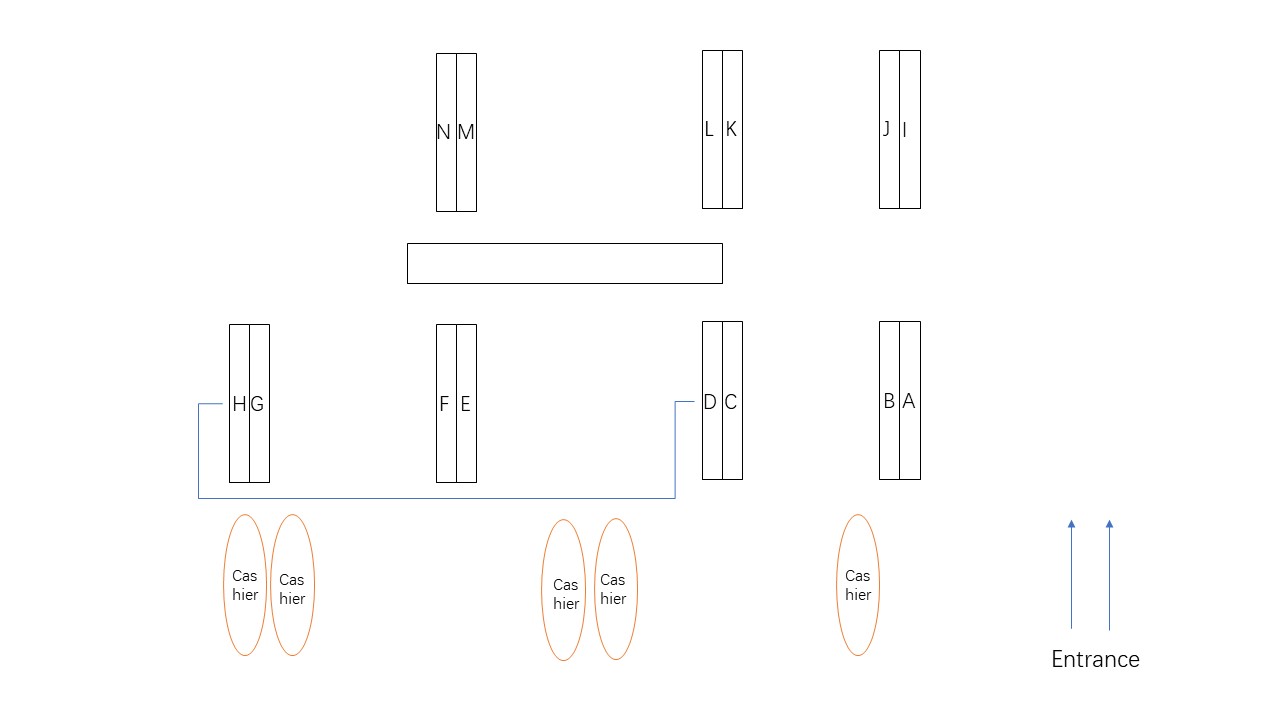 N M
L K
J I
H G
F E
D C
B A
Cas
hier
Cas
hier
Cas
hier
Cas
hier
Cas
hier
Entrance